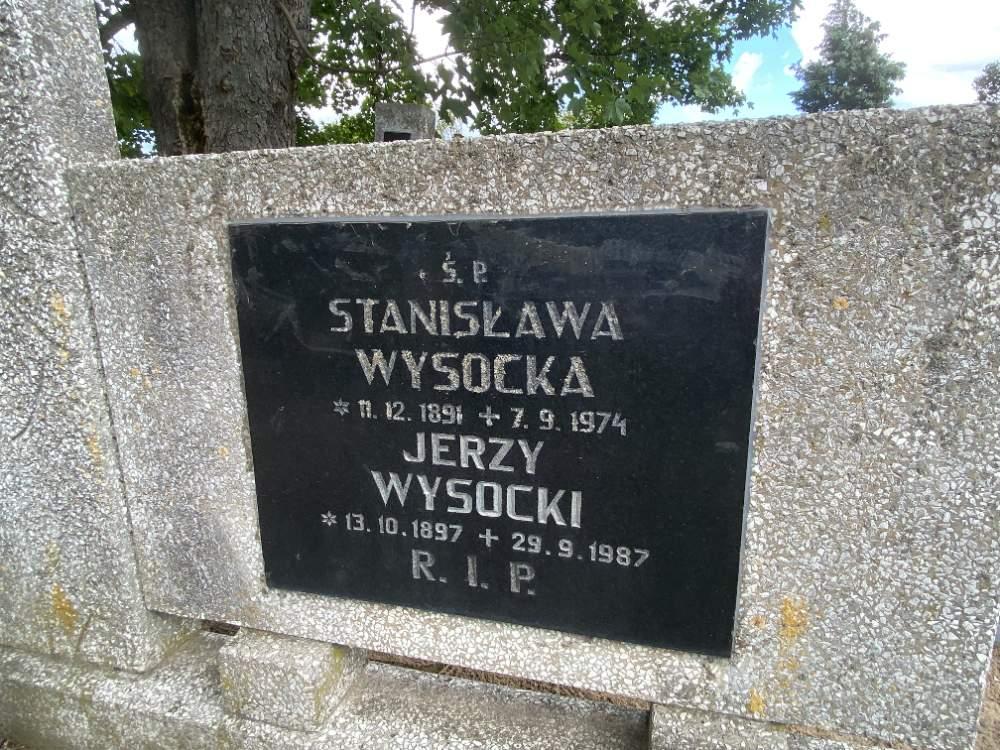 Ś. P.
STANISŁAWA
WYSOCKA
* 11. 12. 1891 + 7. 9. 1974
JERZY
WYSOCKI
* 13. 10. 1897 + 29. 9. 1987
R. I. P.